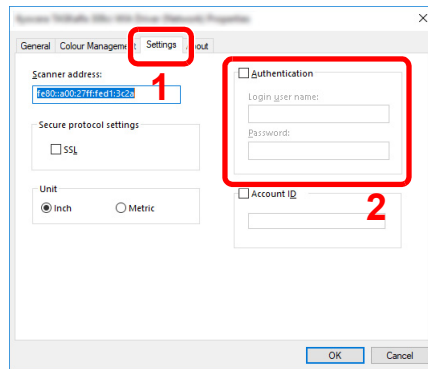 General Colour Management Settings About
Scanner address:
fe80::a00:27ff:fed1:3c2a
1
Secure protocol settings
SSL
Unit
Inch Metric
Authentication
Login user name:
Password:
Account ID
2
OK Cancel